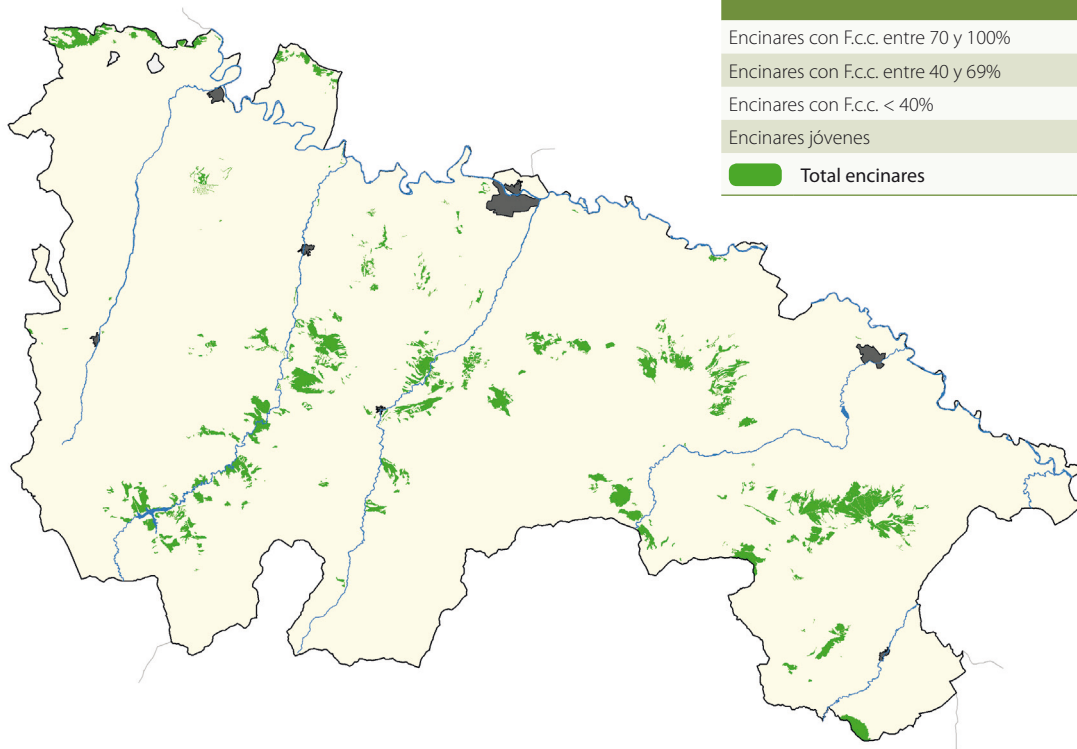 Encinares con F.c.c. entre 70 y 100%
Encinares con F.c.c. entre 40 y 69%
Encinares con F.c.c. < 40%
Encinares jóvenes
Total encinares